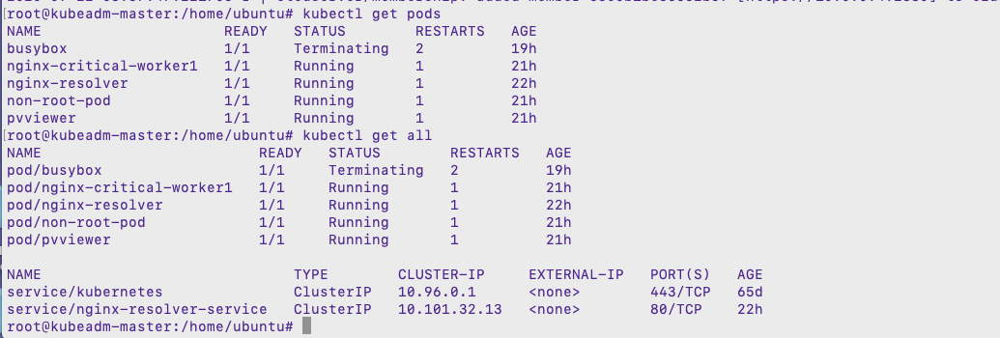 [root@kubeadm-master:/home/ubuntu# kubectl get pods
NAME READY STATUS RESTARTS AGE
busybox 1/1 Terminating 2 19h
nginx-critical-worker1 1/1 Running 1 21h
nginx-resolver 1/1 Running 1 22h
non-root-pod 1/1 Running 1 21h
pvviewer 1/1 Running 1 21h
[root@kubeadm-master:/home/ubuntu# kubectl get all
NAME READY STATUS RESTARTS AGE
pod/busybox 1/1 Terminating 2 19h
pod/nginx-critical-worker1 1/1 Running 1 21h
pod/nginx-resolver 1/1 Running 1 22h
pod/non-root-pod 1/1 Running 1 21h
pod/pvviewer 1/1 Running 1 21h
NAME TYPE CLUSTER-IP EXTERNAL-IP PORT(S) AGE
service/kubernetes ClusterIP 10.96.0.1 <none> 443/TCP 65d
service/nginx-resolver-service ClusterIP 10.101.32.13 <none> 80/TCP 22h
root@kubeadm-master:/home/ubuntu#